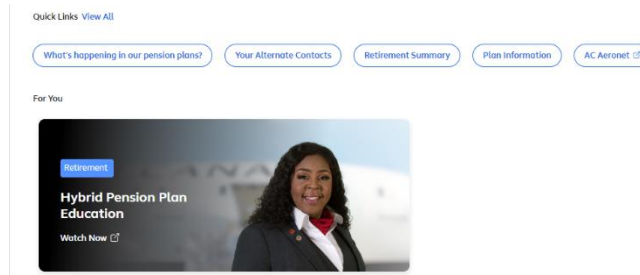 Quick Links View All
What's happening in our pension plans?
Your Alternate Contacts
Retirement Summary
Plan Information
AC Aeronet
For You
Retirement
CANA
Hybrid Pension Plan
Education
Watch Now